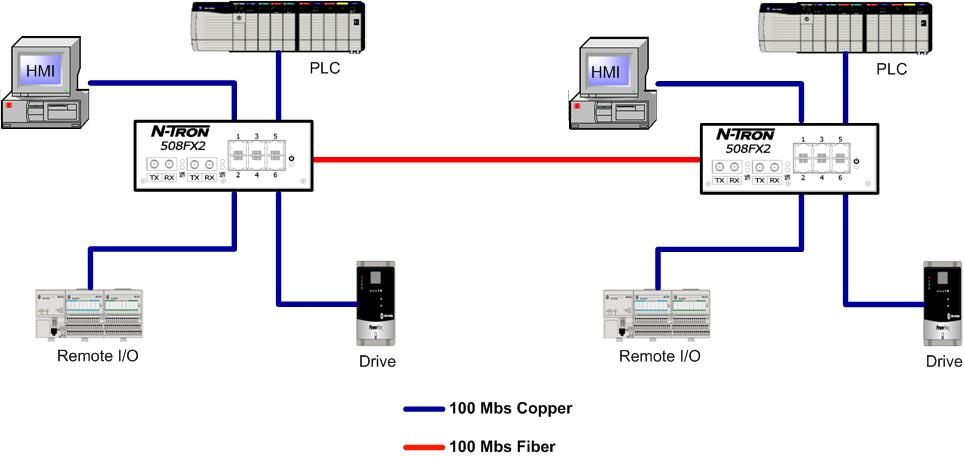 PLC
PLC
HMI
HMI
N-TRON
508FX2
1 3 5
TX RX TX RX
2 4 6
N-TRON
508FX2
1 3 5
TX RX TX RX
2 4 6
Remote I/O
Drive
Remote I/O
Drive
100 Mbs Copper
100 Mbs Fiber